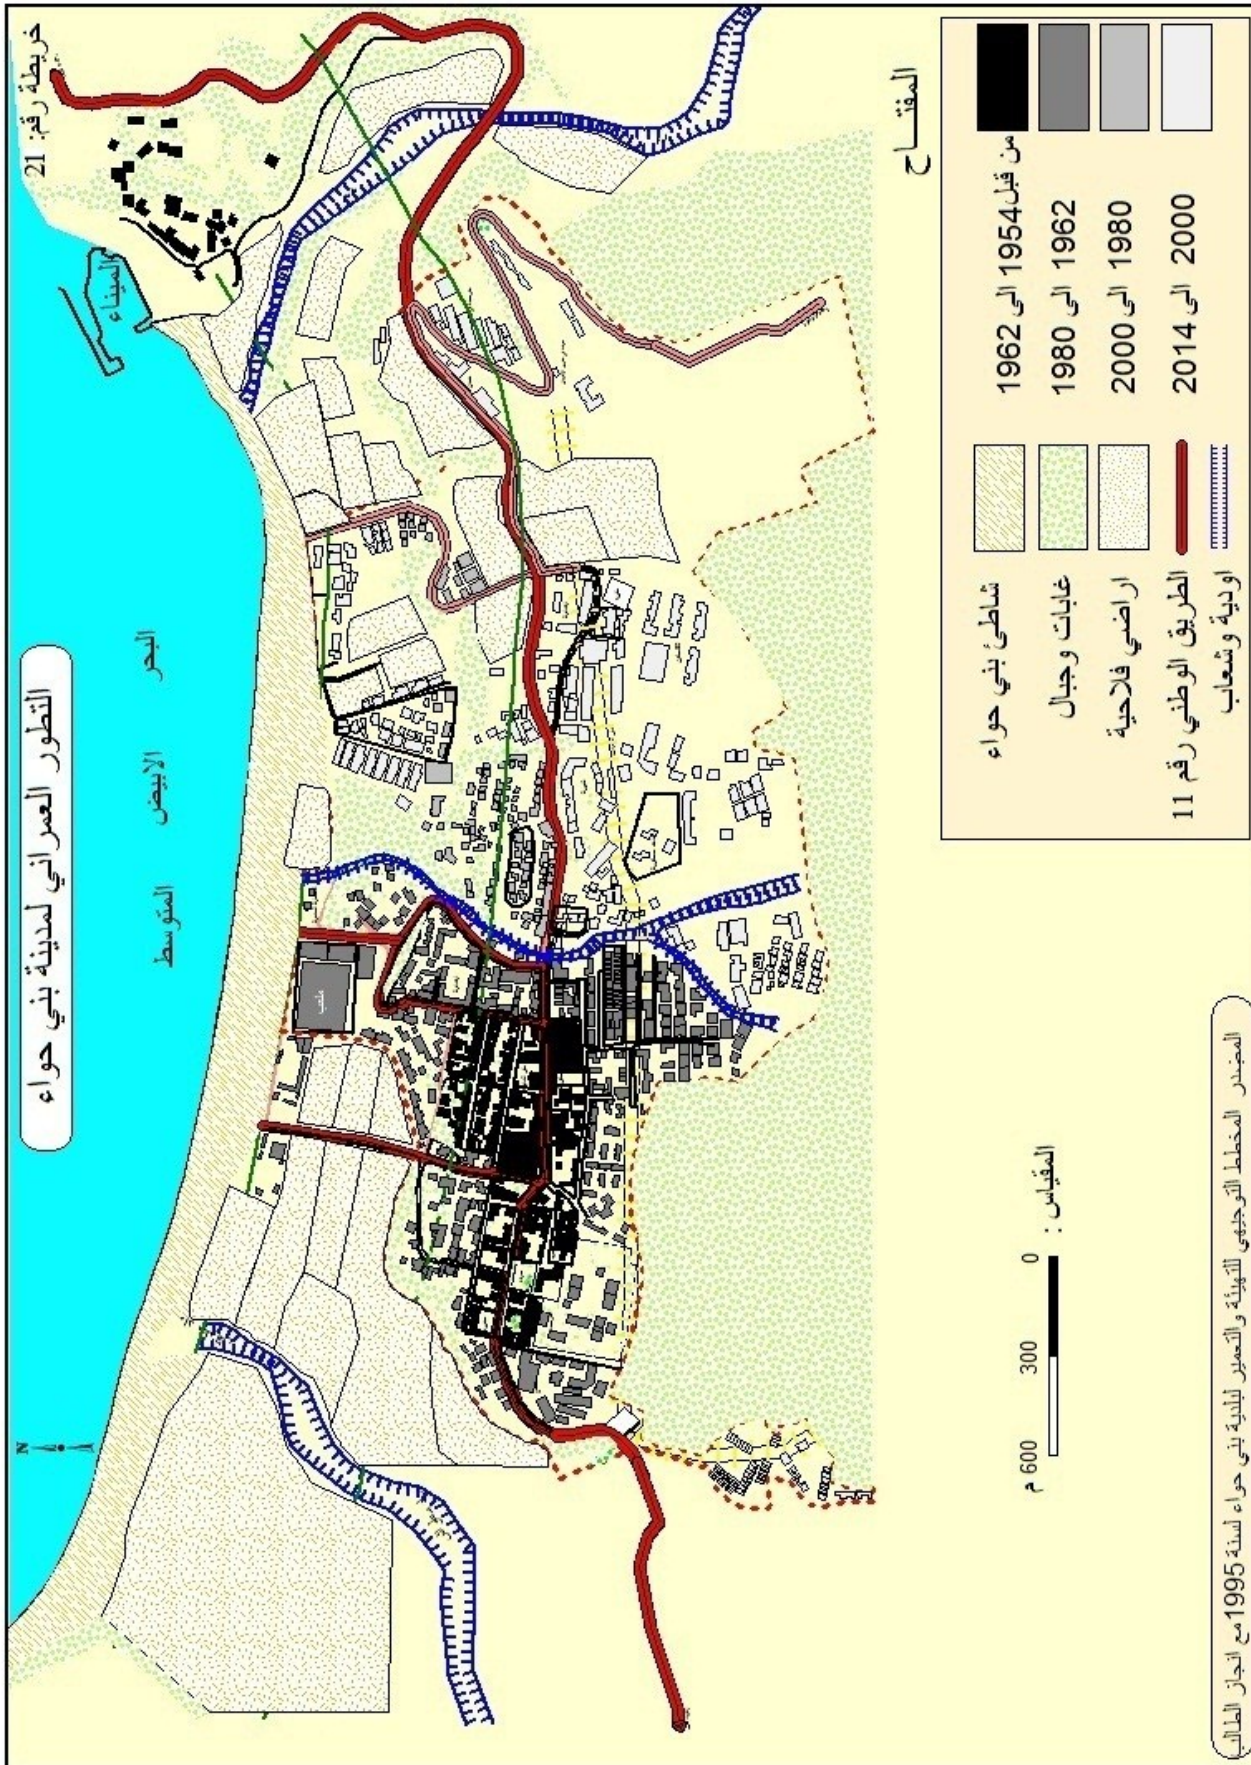 خريطة رقم: 21
التطور العمراني لمدينة بني حواء
البحر الابيض المتوسط
الميناء
N
ملعب
المفتـــاح
من قبل 1954 الى 1962
1962 الى 1980
1980 الى 2000
2000 الى 2014
شاطئ بني حواء
غابات وجبال
اراضي فلاحية
الطريق الوطني رقم 11
اودية وشعاب
المقياس :
0 300 600 م
المصدر المخطط التوجيهي للتهيئة والتعمير لبلدية بني حواء لسنة 1995 مع انجاز الطالب